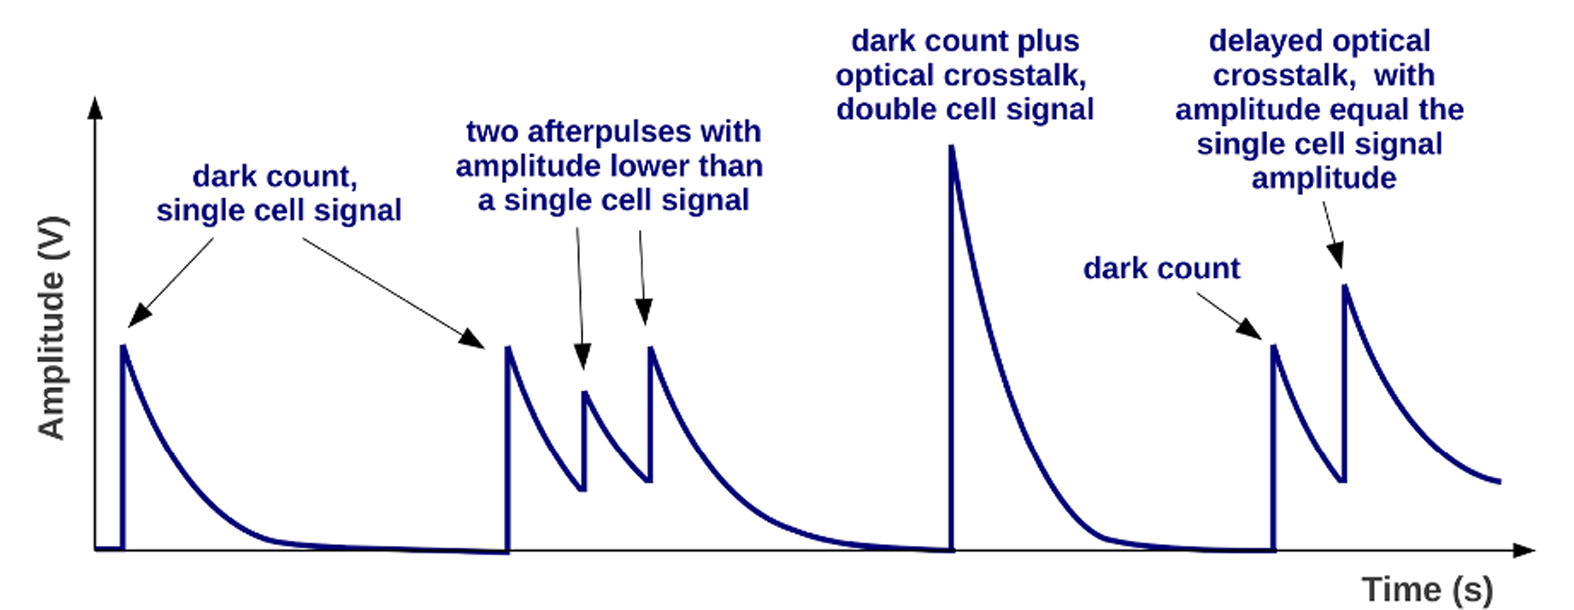 dark count plus
optical crosstalk,
double cell signal
delayed optical
crosstalk,  with
amplitude equal the
single cell signal
amplitude
two afterpulses with
amplitude lower than
a single cell signal
dark count,
single cell signal
dark count
Amplitude (V)
Time (s)